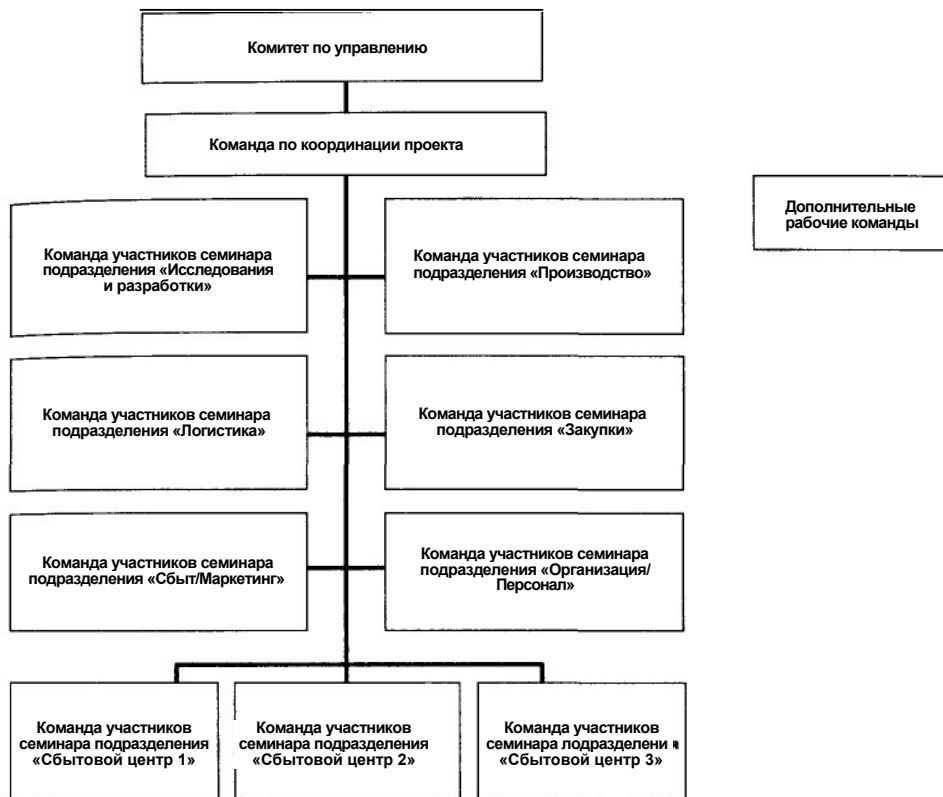 Комитет по управлению
Команда по координации проекта
Дополнительные
рабочие команды
Команда участников семинара
подразделения «Исследования
и разработки»
Команда участников семинара
подразделения «Производство»
Команда участников семинара
подразделения «Логистика»
Команда участников семинара
подразделения «Закупки»
Команда участников семинара
подразделения «Сбыт/Маркетинг»
Команда участников семинара
подразделения «Организация/
Персонал»
Команда участников
семинара подразделения
«Сбытовой центр 1»
Команда участников
семинара подразделения
«Сбытовой центр 2»
Команда участников
семинара лодразделени я
«Сбытовой центр 3»